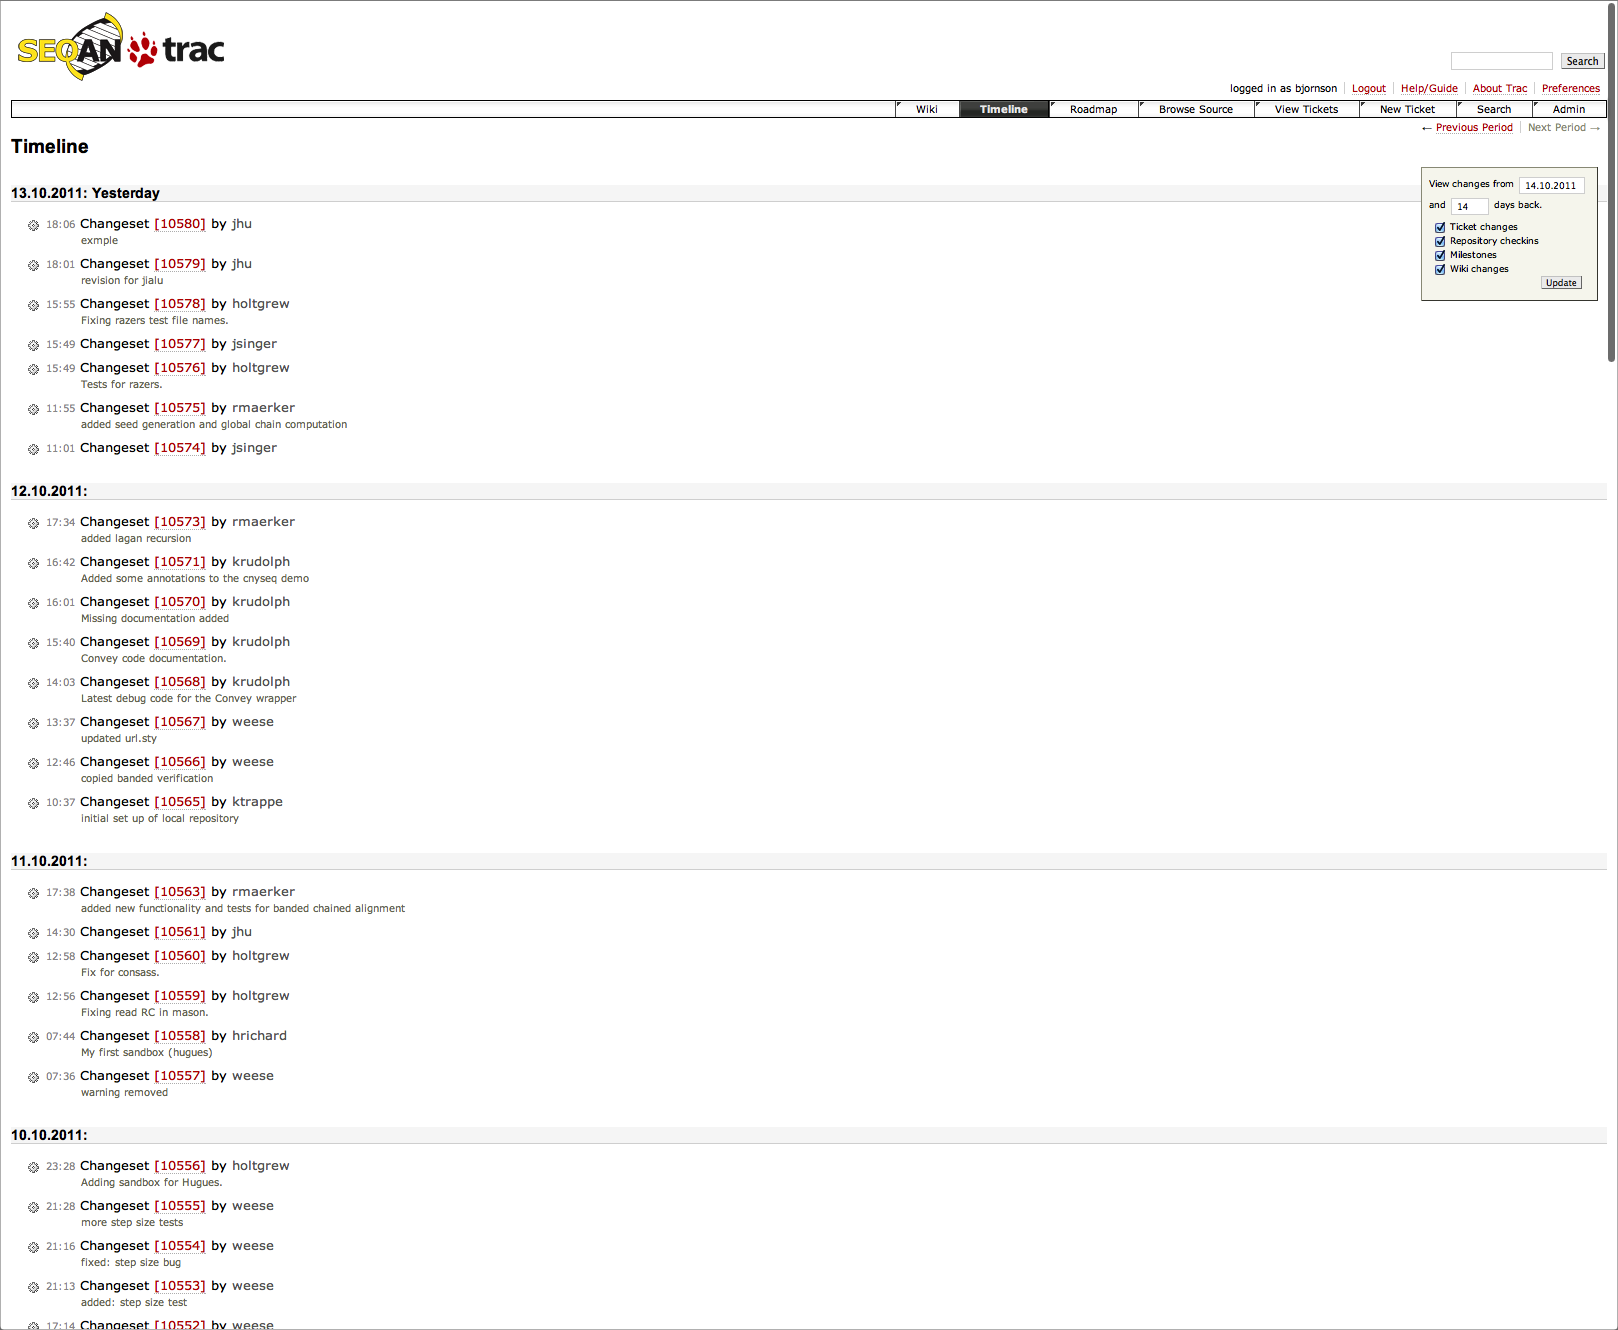 SEQAN trac
Search
logged in as bjornson Logout Help/Guide About Trac Preferences
Wiki Timeline Roadmap Browse Source View Tickets New Ticket Search Admin
← Previous Period Next Period →
Timeline
View changes from 14.10.2011
and 14 days back.
Ticket changes
Repository checkins
Milestones
Wiki changes
Update
13.10.2011: Yesterday
18:06 Changeset [10580] by jhu
exmple
18:01 Changeset [10579] by jhu
revision for jialu
15:55 Changeset [10578] by holtgrew
Fixing razers test file names.
15:49 Changeset [10577] by jsinger
15:49 Changeset [10576] by holtgrew
Tests for razers.
11:55 Changeset [10575] by rmaerker
added seed generation and global chain computation
11:01 Changeset [10574] by jsinger
12.10.2011:
17:34 Changeset [10573] by rmaerker
added lagan recursion
16:42 Changeset [10571] by krudolph
Added some annotations to the cnyseq demo
16:01 Changeset [10570] by krudolph
Missing documentation added
15:40 Changeset [10569] by krudolph
Convey code documentation.
14:03 Changeset [10568] by krudolph
Latest debug code for the Convey wrapper
13:37 Changeset [10567] by weese
updated url.sty
12:46 Changeset [10566] by weese
copied banded verification
10:37 Changeset [10565] by ktrappe
initial set up of local repository
11.10.2011:
17:38 Changeset [10563] by rmaerker
added new functionality and tests for banded chained alignment
14:30 Changeset [10561] by jhu
12:58 Changeset [10560] by holtgrew
Fix for consass.
12:56 Changeset [10559] by holtgrew
Fixing read RC in mason.
07:44 Changeset [10558] by hrichard
My first sandbox (hugues)
07:36 Changeset [10557] by weese
warning removed
10.10.2011:
23:28 Changeset [10556] by holtgrew
Adding sandbox for Hugues.
21:28 Changeset [10555] by weese
more step size tests
21:16 Changeset [10554] by weese
fixed: step size bug
21:13 Changeset [10553] by weese
added: step size test
17:14 Changeset [10552] by weese